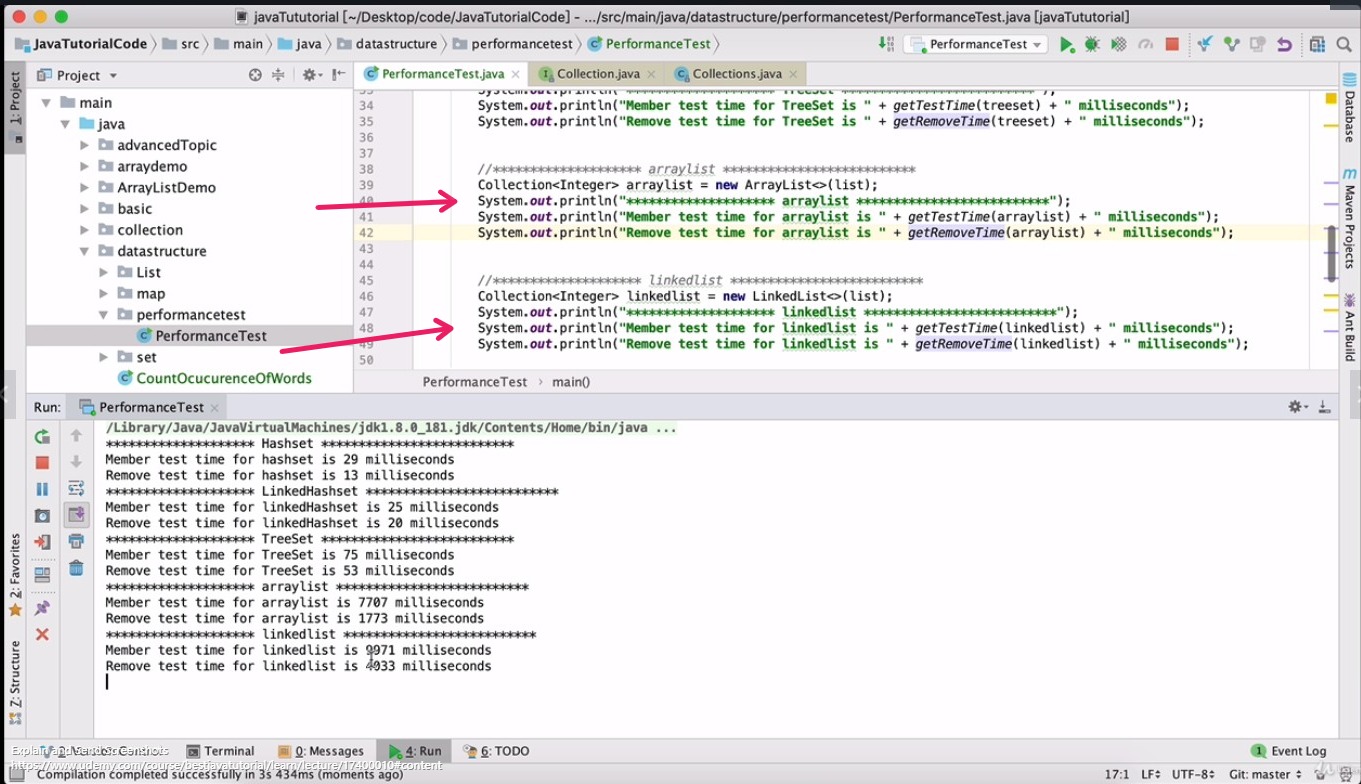 javaTututorial [~/Desktop/code/JavaTutorialCode] - .../src/main/java/datastructure/performancetest/PerformanceTest.java [javaTututorial]
JavaTutorialCode src main java datastructure performancetest PerformanceTest
PerformanceTest
Project
PerformanceTest.java Collection.java Collections.java
1: Project
main
java
advancedTopic
arraydemo
ArrayListDemo
basic
collection
datastructure
List
map
performancetest
PerformanceTest
set
CountOcucurenceOfWords
34 System.out.println("Member test time for TreeSet is " + getTestTime(treeset) + " milliseconds");
35 System.out.println("Remove test time for TreeSet is " + getRemoveTime(treeset) + " milliseconds");
36
37
38 //******************** arraylist **************************
39 Collection<Integer> arraylist = new ArrayList<>(list);
40 System.out.println("******************** arraylist **************************");
41 System.out.println("Member test time for arraylist is " + getTestTime(arraylist) + " milliseconds");
42 System.out.println("Remove test time for arraylist is " + getRemoveTime(arraylist) + " milliseconds");
43
44
45 //******************** linkedlist **************************
46 Collection<Integer> linkedlist = new LinkedList<>(list);
47 System.out.println("******************** linkedlist **************************");
48 System.out.println("Member test time for linkedlist is " + getTestTime(linkedlist) + " milliseconds");
49 System.out.println("Remove test time for linkedlist is " + getRemoveTime(linkedlist) + " milliseconds");
50
PerformanceTest › main()
Database
Maven Projects
Ant Build
Run: PerformanceTest
/Library/Java/JavaVirtualMachines/jdk1.8.0_181.jdk/Contents/Home/bin/java ...
******************** Hashset **************************
Member test time for hashset is 29 milliseconds
Remove test time for hashset is 13 milliseconds
******************** LinkedHashset **************************
Member test time for linkedHashset is 25 milliseconds
Remove test time for linkedHashset is 20 milliseconds
******************** TreeSet **************************
Member test time for TreeSet is 75 milliseconds
Remove test time for TreeSet is 53 milliseconds
******************** arraylist **************************
Member test time for arraylist is 7707 milliseconds
Remove test time for arraylist is 1773 milliseconds
******************** linkedlist **************************
Member test time for linkedlist is 9971 milliseconds
Remove test time for linkedlist is 4033 milliseconds
2: Favorites
7: Structure
Explain and Send Screenshots
Terminal 0: Messages 4: Run 6: TODO
1 Event Log
https://www.udemy.com/course/bestjavatutorial/learn/lecture/17400010#content
Compilation completed successfully in 3s 434ms (moments ago)
17:1 LF UTF-8 Git: master